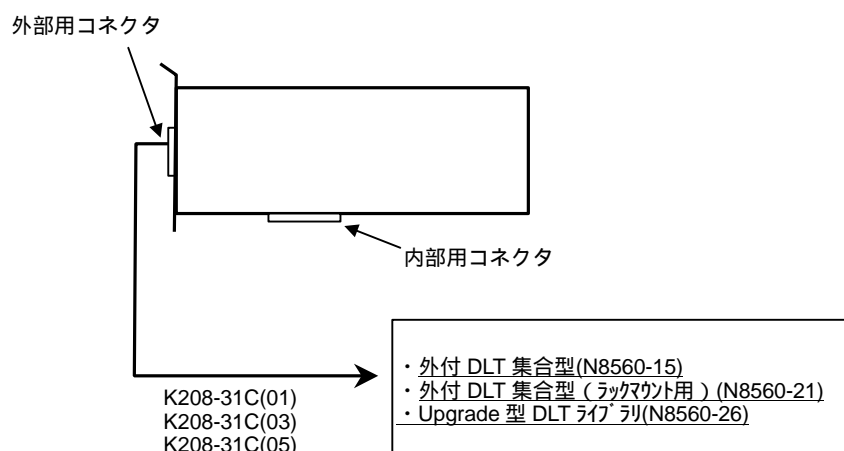 外部用コネクタ
内部用コネクタ
・外付 DLT 集合型(N8560-15)
・外付 DLT 集合型（ラックマウント用）(N8560-21)
・Upgrade 型 DLT ライブラリ(N8560-26)
K208-31C(01)
K208-31C(03)
K208-31C(05)